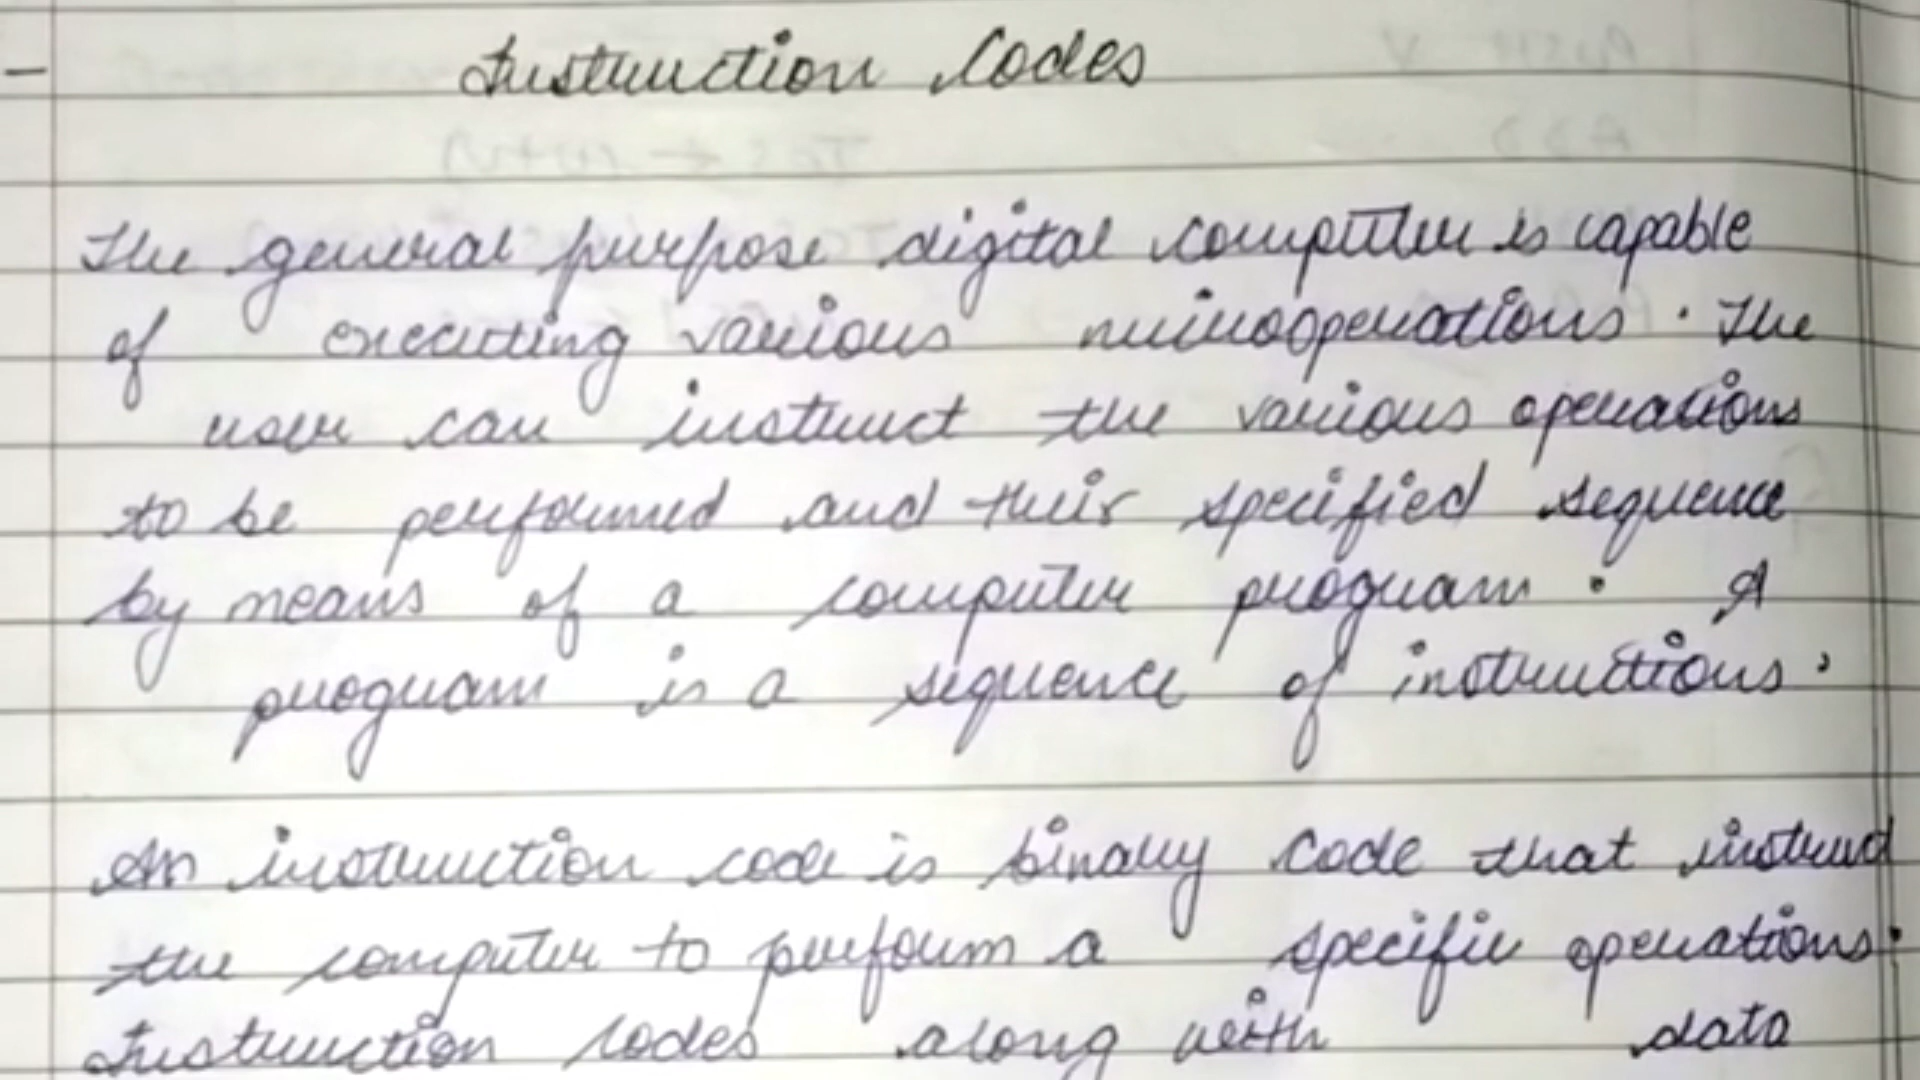 Instruction Codes
The general purpose digital computer is capable
of executing various microoperations. The
user can instruct the various operations
to be performed and their specified sequence
by means of a computer program. A
program is a sequence of instructions.
An instruction code is binary code that instruct
the computer to perform a specific operations.
Instruction codes along with data